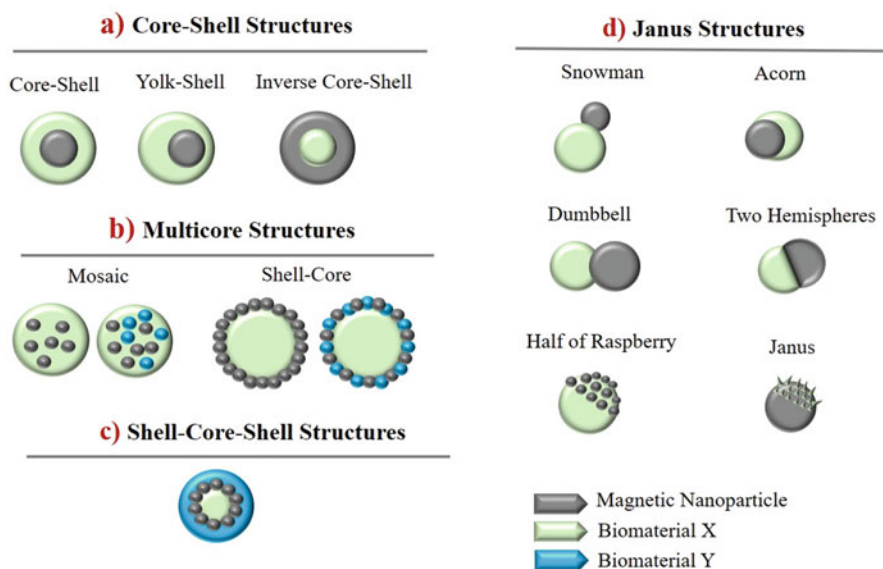 a) Core-Shell Structures
Core-Shell
Yolk-Shell
Inverse Core-Shell
b) Multicore Structures
Mosaic
Shell-Core
c) Shell-Core-Shell Structures
d) Janus Structures
Snowman
Acorn
Dumbbell
Two Hemispheres
Half of Raspberry
Janus
Magnetic Nanoparticle
Biomaterial X
Biomaterial Y